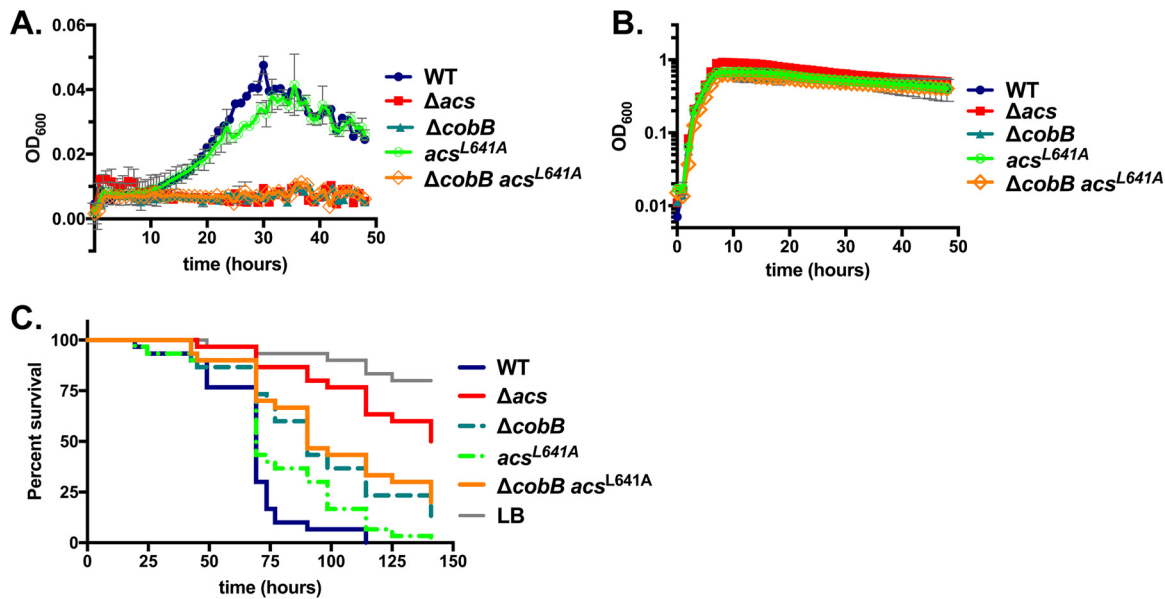 A.
0.06
0.04
0.02
0.00
OD600
10 20 30 40 50
time (hours)
WT
Δacs
ΔcobB
acsL641A
ΔcobB acsL641A
B.
1
0.1
0.01
OD600
0 10 20 30 40 50
time (hours)
WT
Δacs
ΔcobB
acsL641A
ΔcobB acsL641A
C.
100
75
50
25
0
Percent survival
0 25 50 75 100 125 150
time (hours)
WT
Δacs
ΔcobB
acsL641A
ΔcobB acsL641A
LB